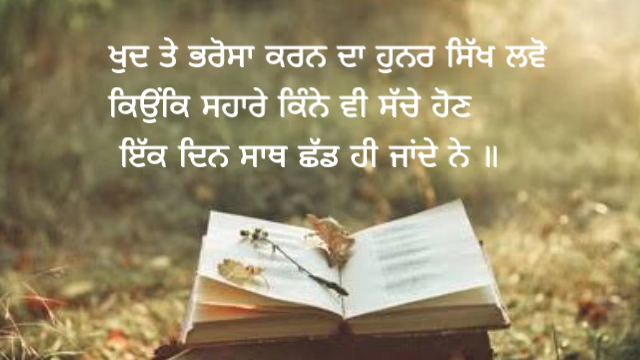 ਖੁਦ ਤੇ ਭਰੋਸਾ ਕਰਨ ਦਾ ਹੁਨਰ ਸਿੱਖ ਲਵੋ
ਕਿਉਂਕਿ ਸਹਾਰੇ ਕਿੰਨੇ ਵੀ ਸੱਚੇ ਹੋਣ
ਇੱਕ ਦਿਨ ਸਾਥ ਛੱਡ ਹੀ ਜਾਂਦੇ ਨੇ ॥